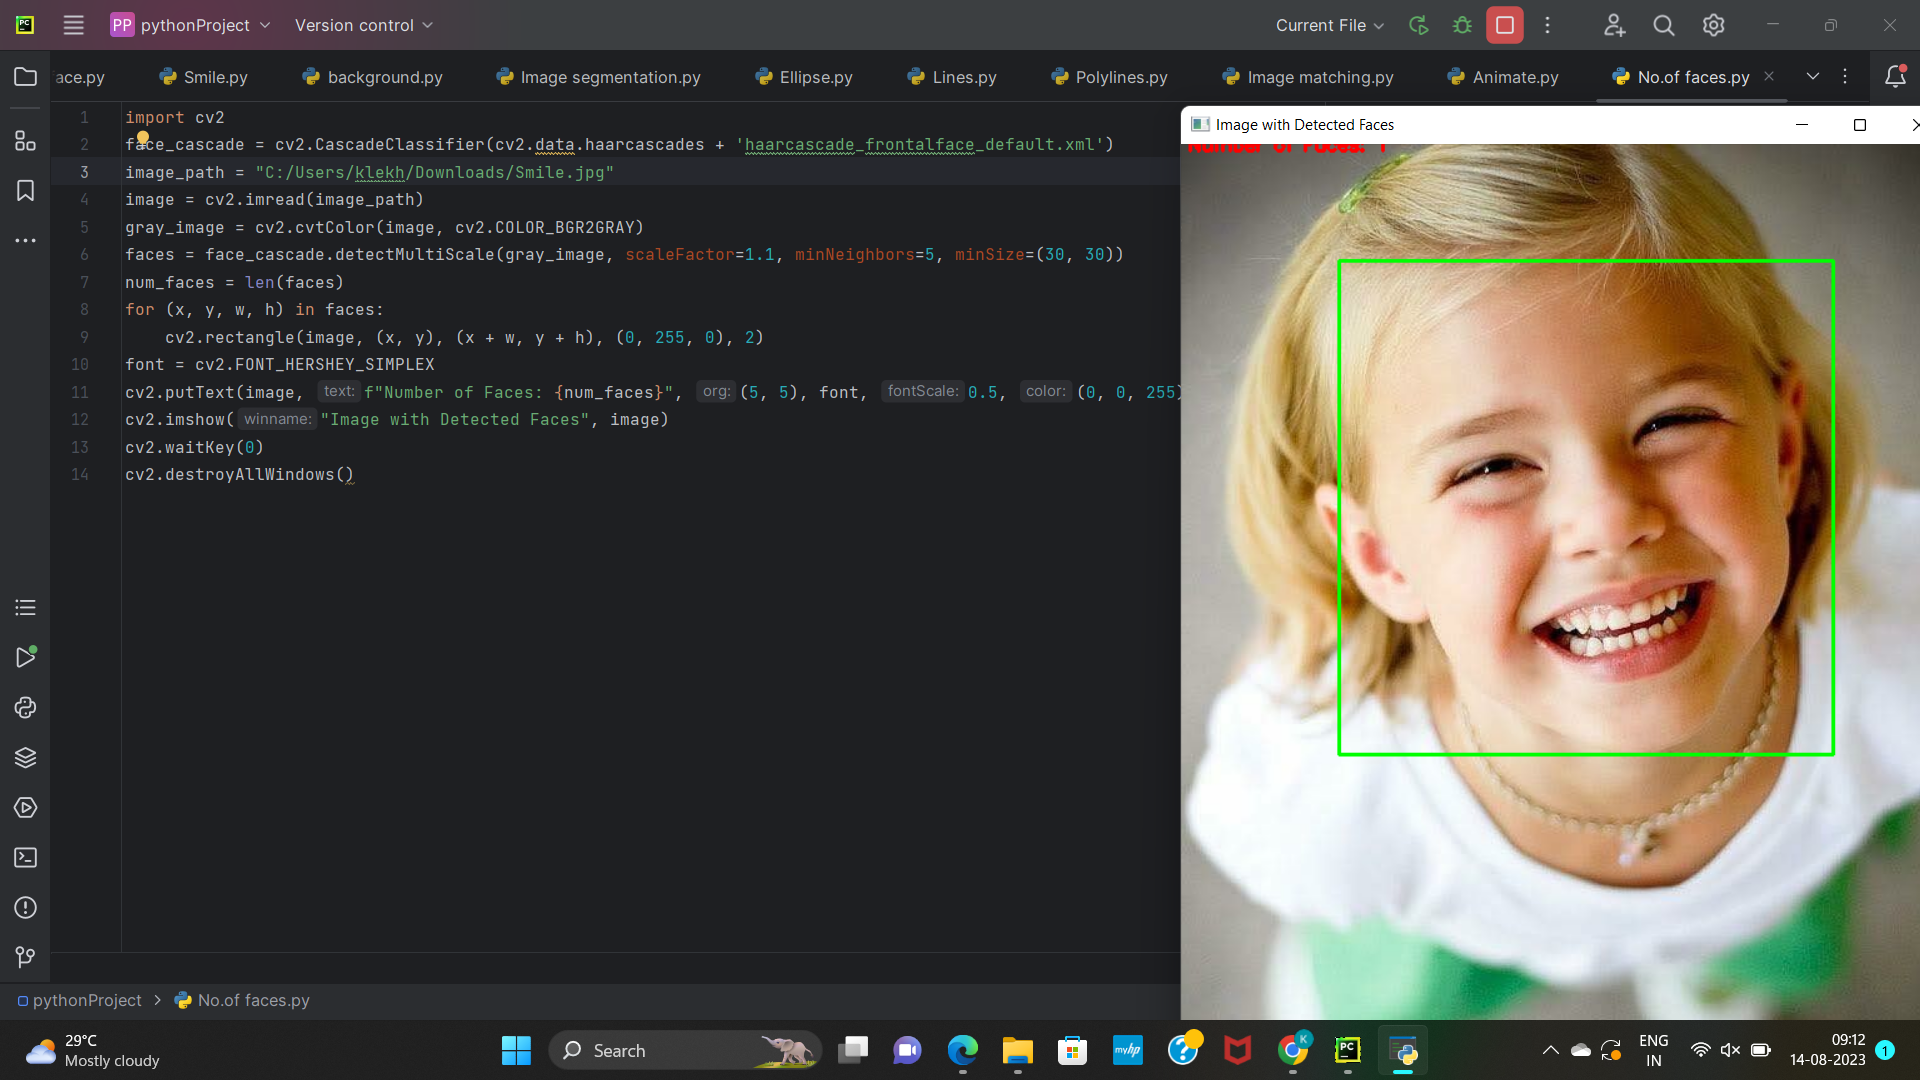 PP pythonProject Version control Current File
ace.py Smile.py background.py Image segmentation.py Ellipse.py Lines.py Polylines.py Image matching.py Animate.py No.of faces.py
1 import cv2
2 face_cascade = cv2.CascadeClassifier(cv2.data.haarcascades + 'haarcascade_frontalface_default.xml')
3 image_path = "C:/Users/klekh/Downloads/Smile.jpg"
4 image = cv2.imread(image_path)
5 gray_image = cv2.cvtColor(image, cv2.COLOR_BGR2GRAY)
6 faces = face_cascade.detectMultiScale(gray_image, scaleFactor=1.1, minNeighbors=5, minSize=(30, 30))
7 num_faces = len(faces)
8 for (x, y, w, h) in faces:
9 cv2.rectangle(image, (x, y), (x + w, y + h), (0, 255, 0), 2)
10 font = cv2.FONT_HERSHEY_SIMPLEX
11 cv2.putText(image, text: f"Number of Faces: {num_faces}", org: (5, 5), font, fontScale: 0.5, color: (0, 0, 255)
12 cv2.imshow( winname: "Image with Detected Faces", image)
13 cv2.waitKey(0)
14 cv2.destroyAllWindows()
Image with Detected Faces
Number of Faces: 1
pythonProject > No.of faces.py
29°C
Mostly cloudy
Search
myhp
K
PC
ENG
IN
09:12
14-08-2023
1